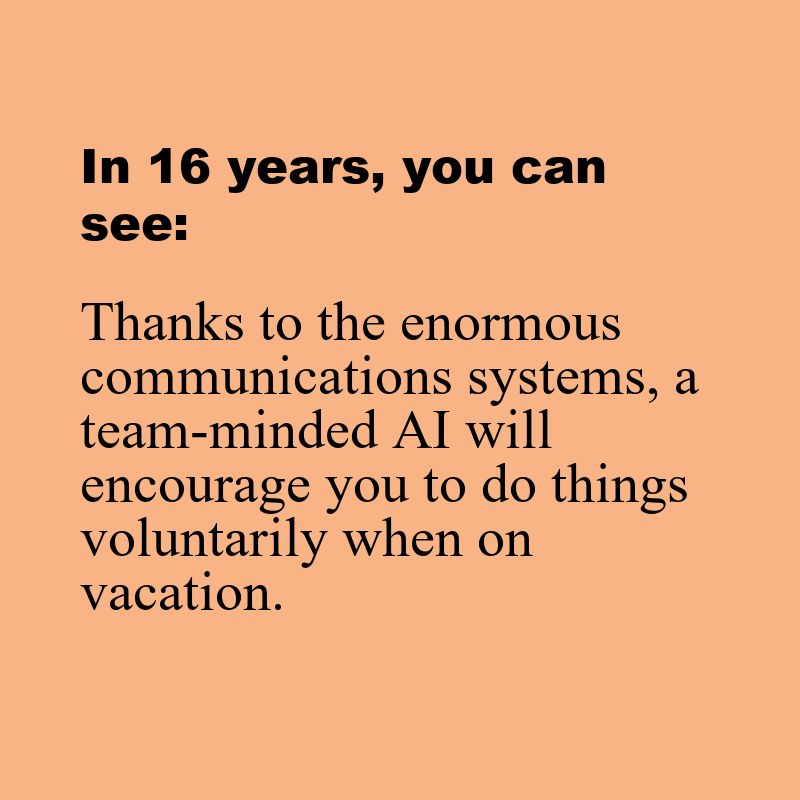 In 16 years, you can
see:
Thanks to the enormous
communications systems, a
team-minded AI will
encourage you to do things
voluntarily when on
vacation.